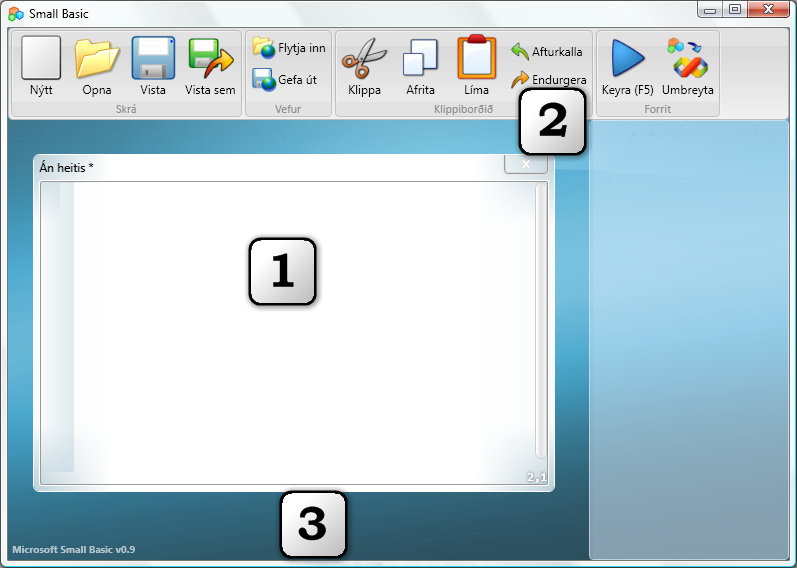 Small Basic
Nýtt
Opna
Vista
Vista sem
Skrá
Flytja inn
Gefa út
Vefur
Klippa
Afrita
Líma
Afturkalla
Endurgera
Klippiborðið
Keyra (F5)
Umbreyta
Forrit
2
Án heitis *
1
2,1
3
Microsoft Small Basic v0.9